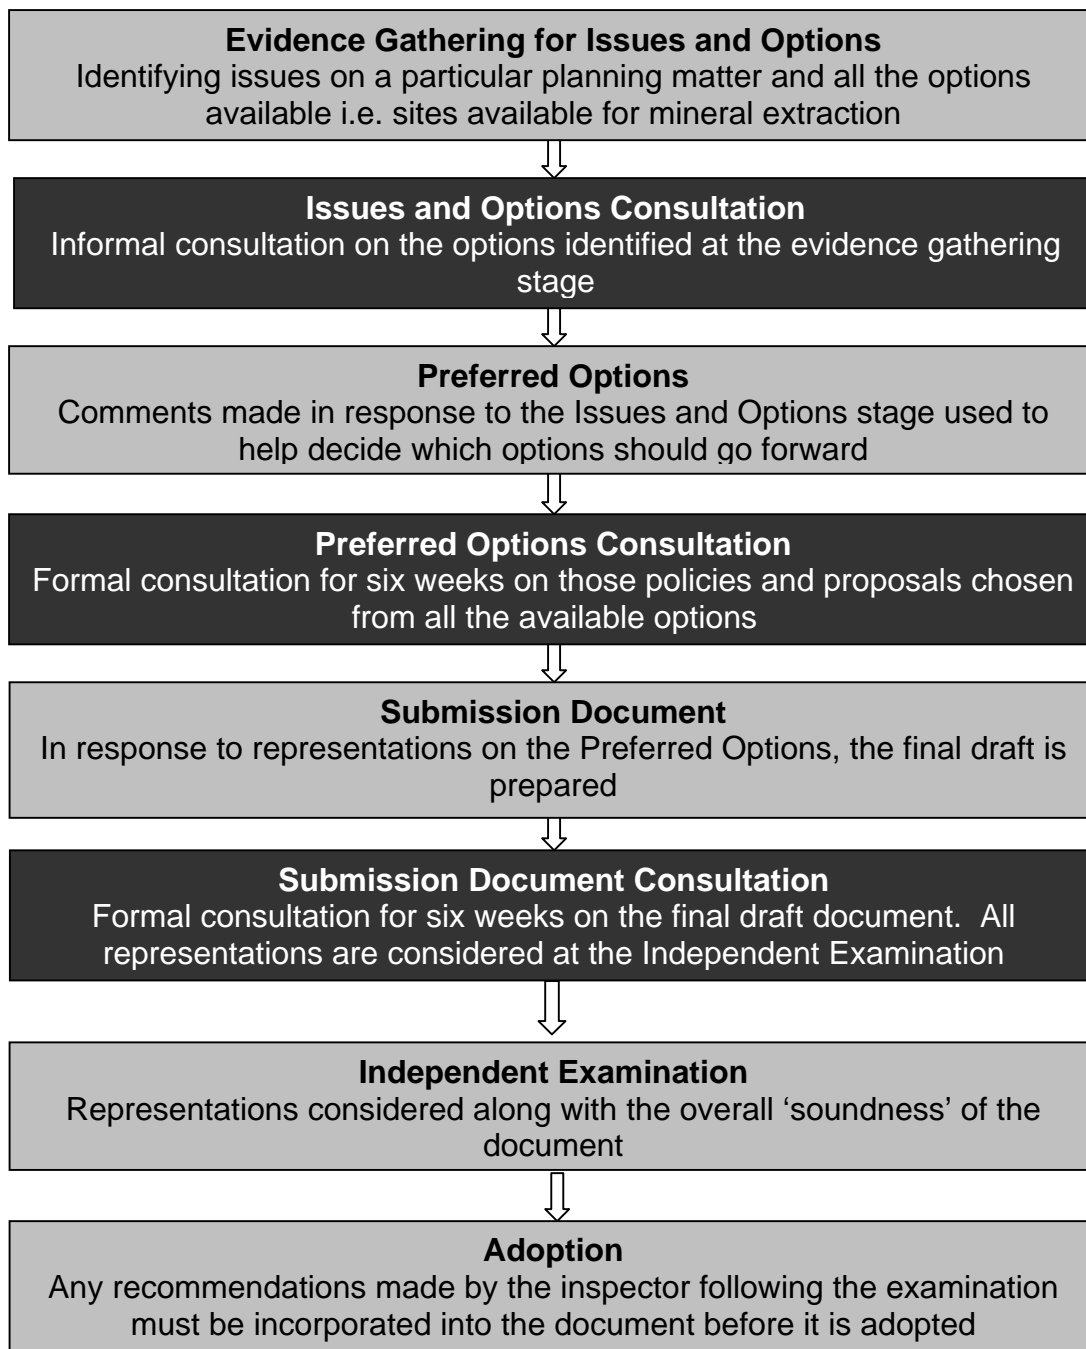 Evidence Gathering for Issues and Options
Identifying issues on a particular planning matter and all the options
available i.e. sites available for mineral extraction
Issues and Options Consultation
Informal consultation on the options identified at the evidence gathering
stage
Preferred Options
Comments made in response to the Issues and Options stage used to
help decide which options should go forward
Preferred Options Consultation
Formal consultation for six weeks on those policies and proposals chosen
from all the available options
Submission Document
In response to representations on the Preferred Options, the final draft is
prepared
Submission Document Consultation
Formal consultation for six weeks on the final draft document.  All
representations are considered at the Independent Examination
Independent Examination
Representations considered along with the overall ‘soundness’ of the
document
Adoption
Any recommendations made by the inspector following the examination
must be incorporated into the document before it is adopted